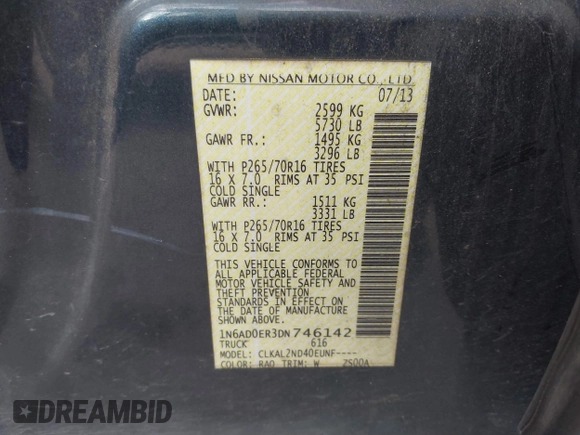 MFD BY NISSAN MOTOR CO.,LTD.
DATE: 07/13
GVWR: 2599 KG
5730 LB
GAWR FR.: 1495 KG
3296 LB
WITH P265/70R16 TIRES
16 X 7.0 RIMS AT 35 PSI
COLD SINGLE
GAWR RR.: 1511 KG
3331 LB
WITH P265/70R16 TIRES
16 X 7.0 RIMS AT 35 PSI
COLD SINGLE
THIS VEHICLE CONFORMS TO
ALL APPLICABLE FEDERAL
MOTOR VEHICLE SAFETY AND
THEFT PREVENTION
STANDARDS IN EFFECT ON
THE DATE OF MANUFACTURE
SHOWN ABOVE.
1N6AD0ER3DN746142
TRUCK 616
MODEL: CLKAL2ND40EUNF----
COLOR: RAQ TRIM: W ZS00A
DREAMBID